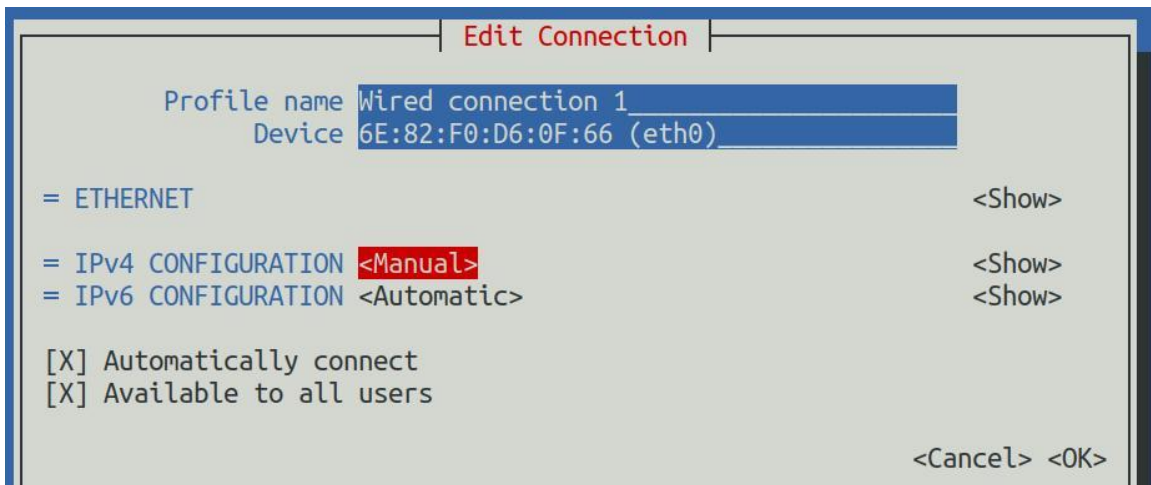 Edit Connection
Profile name Wired connection 1
Device 6E:82:F0:D6:0F:66 (eth0)
= ETHERNET <Show>
= IPv4 CONFIGURATION <Manual> <Show>
= IPv6 CONFIGURATION <Automatic> <Show>
[X] Automatically connect
[X] Available to all users
<Cancel> <OK>